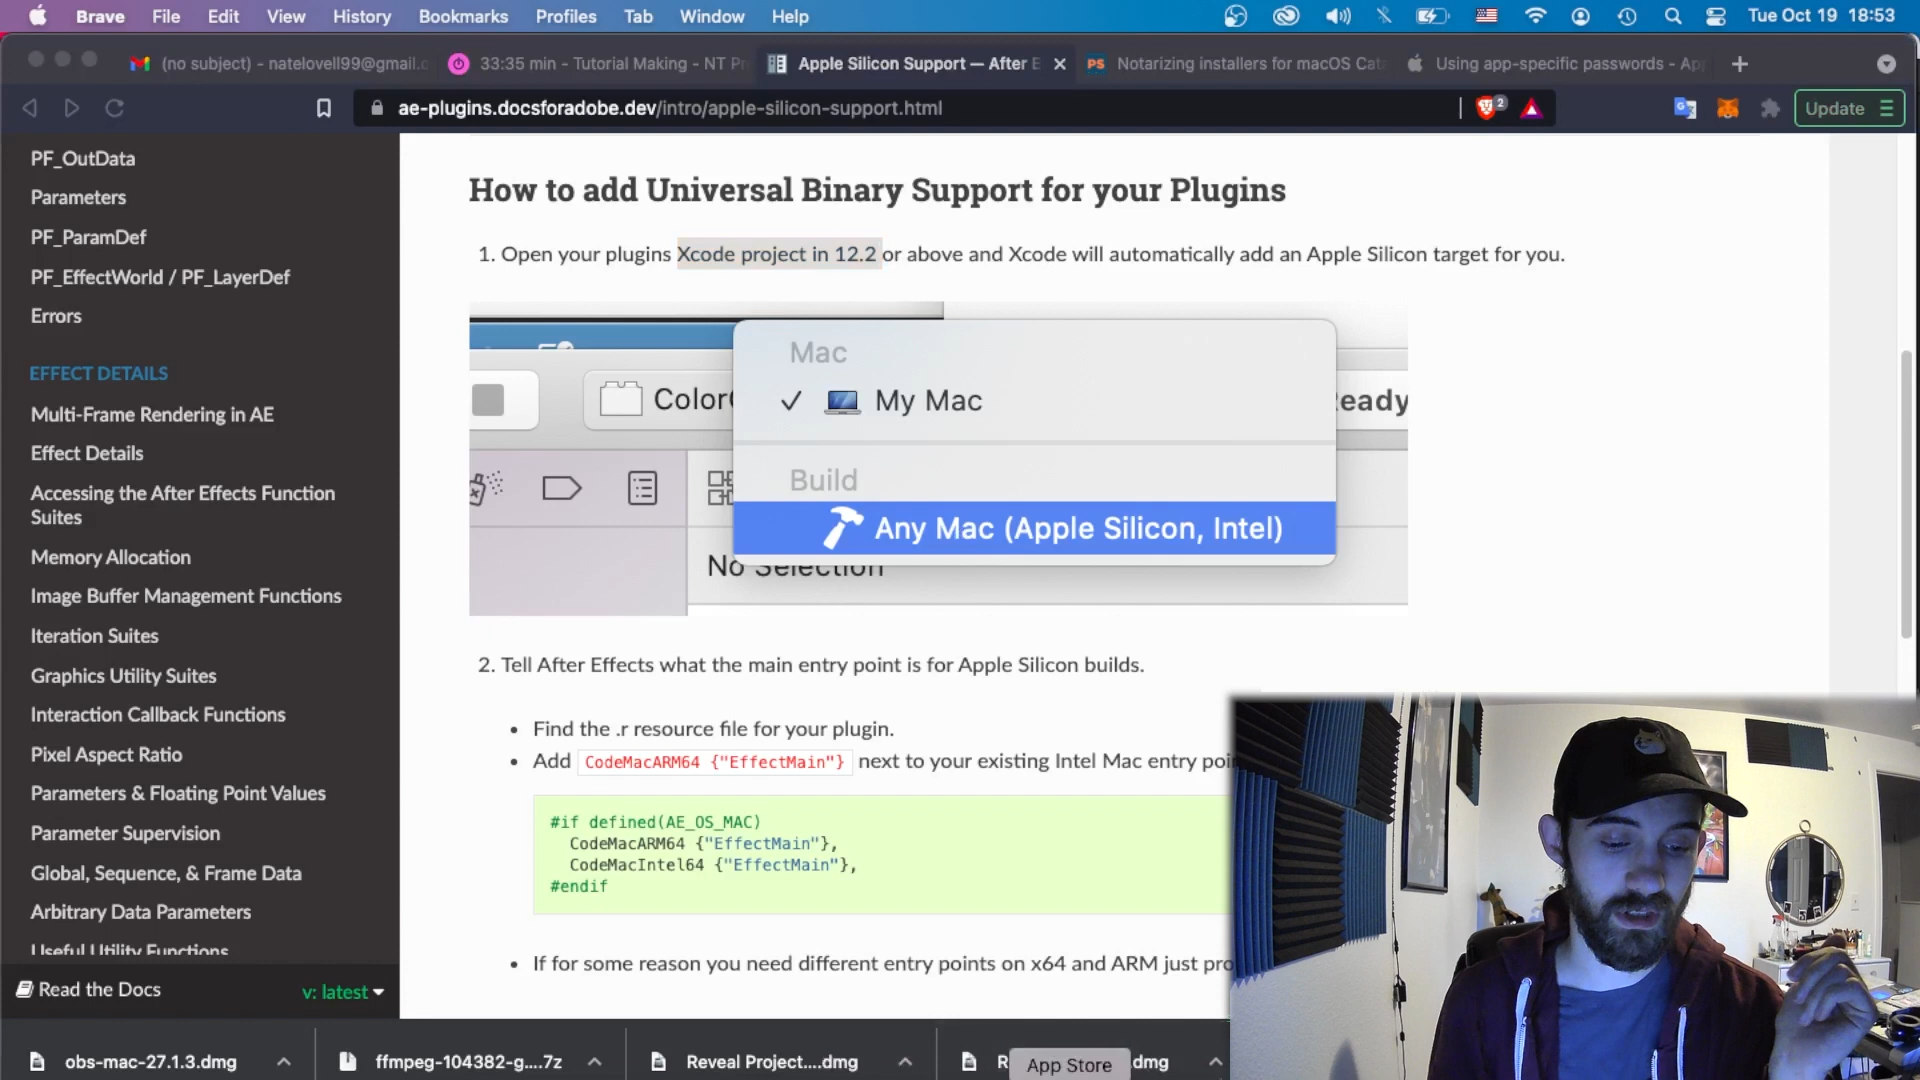 Brave File Edit View History Bookmarks Profiles Tab Window Help Tue Oct 19 18:53
(no subject) - natelovell99@gmail.c
33:35 min - Tutorial Making - NT Pr
Apple Silicon Support — After E
PS Notarizing installers for macOS Cata
Using app-specific passwords - App
ae-plugins.docsforadobe.dev/intro/apple-silicon-support.html
2
Update
PF_OutData
Parameters
PF_ParamDef
PF_EffectWorld / PF_LayerDef
Errors
EFFECT DETAILS
Multi-Frame Rendering in AE
Effect Details
Accessing the After Effects Function
Suites
Memory Allocation
Image Buffer Management Functions
Iteration Suites
Graphics Utility Suites
Interaction Callback Functions
Pixel Aspect Ratio
Parameters & Floating Point Values
Parameter Supervision
Global, Sequence, & Frame Data
Arbitrary Data Parameters
Useful Utility Functions
Read the Docs v: latest
How to add Universal Binary Support for your Plugins
1. Open your plugins Xcode project in 12.2 or above and Xcode will automatically add an Apple Silicon target for you.
Mac
Color
My Mac
Ready
Build
Any Mac (Apple Silicon, Intel)
No Selection
2. Tell After Effects what the main entry point is for Apple Silicon builds.
Find the .r resource file for your plugin.
Add CodeMacARM64 {"EffectMain"} next to your existing Intel Mac entry poi
#if defined(AE_OS_MAC)
CodeMacARM64 {"EffectMain"},
CodeMacIntel64 {"EffectMain"},
#endif
If for some reason you need different entry points on x64 and ARM just pro
obs-mac-27.1.3.dmg
ffmpeg-104382-g....7z
Reveal Project....dmg
R
App Store
.dmg